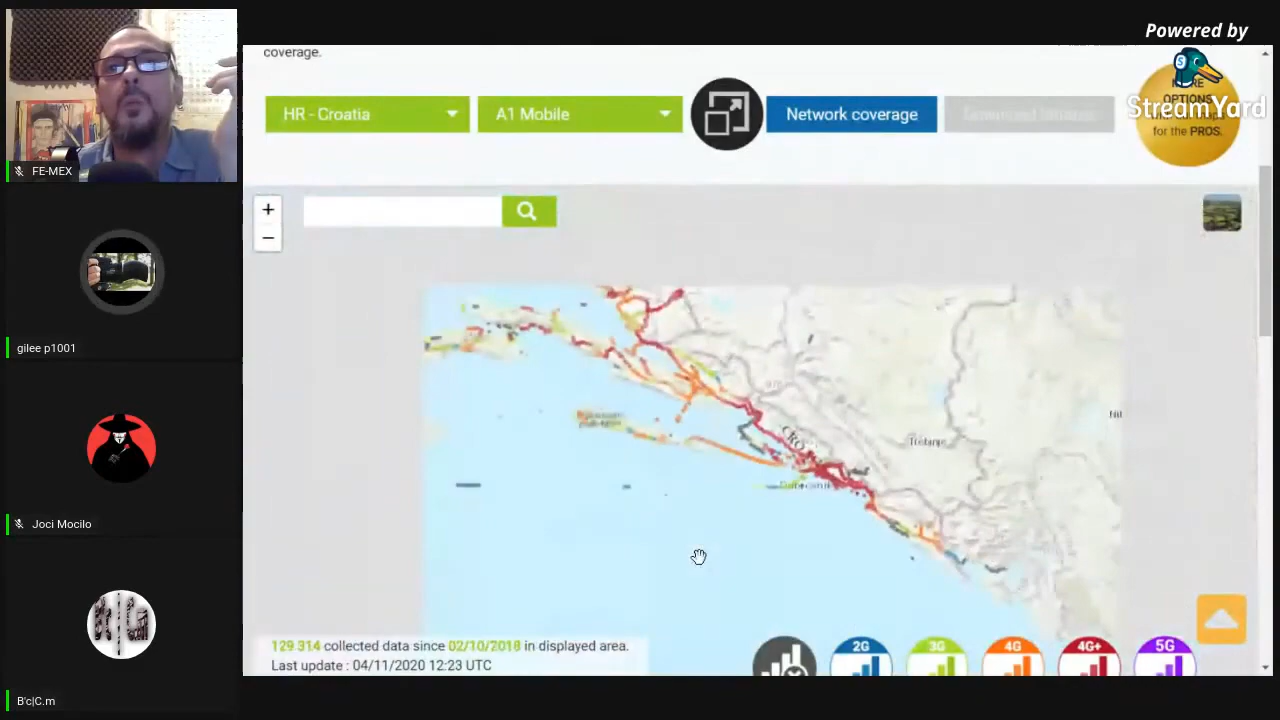 Powered by
StreamYard
FE-MEX
gilee p1001
Joci Mocilo
B'c|C.m
coverage.
HR - Croatia
A1 Mobile
Network coverage
OPTIONS
for the PROS.
+
−
129 314 collected data since 02/10/2018 in displayed area.
Last update : 04/11/2020 12:23 UTC
2G
3G
4G
4G+
5G